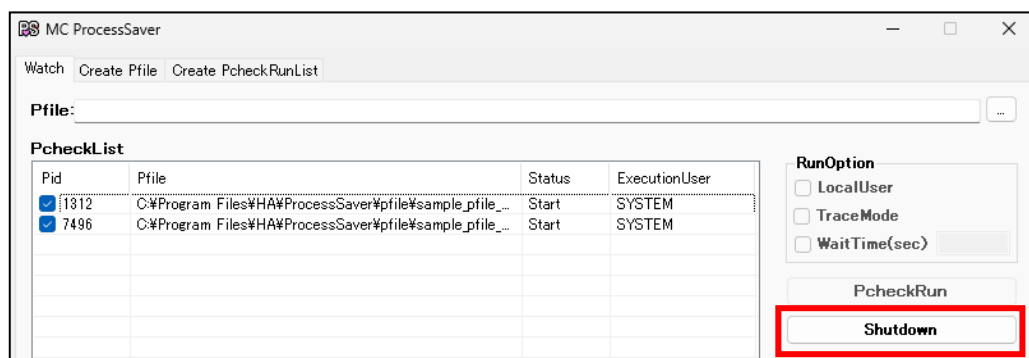 PS MC ProcessSaver
Watch Create Pfile Create PcheckRunList
Pfile: ...
PcheckList
Pid Pfile Status ExecutionUser
1312 C:¥Program Files¥HA¥ProcessSaver¥pfile¥sample_pfile_... Start SYSTEM
7496 C:¥Program Files¥HA¥ProcessSaver¥pfile¥sample_pfile_... Start SYSTEM
RunOption
LocalUser
TraceMode
WaitTime(sec)
PcheckRun
Shutdown